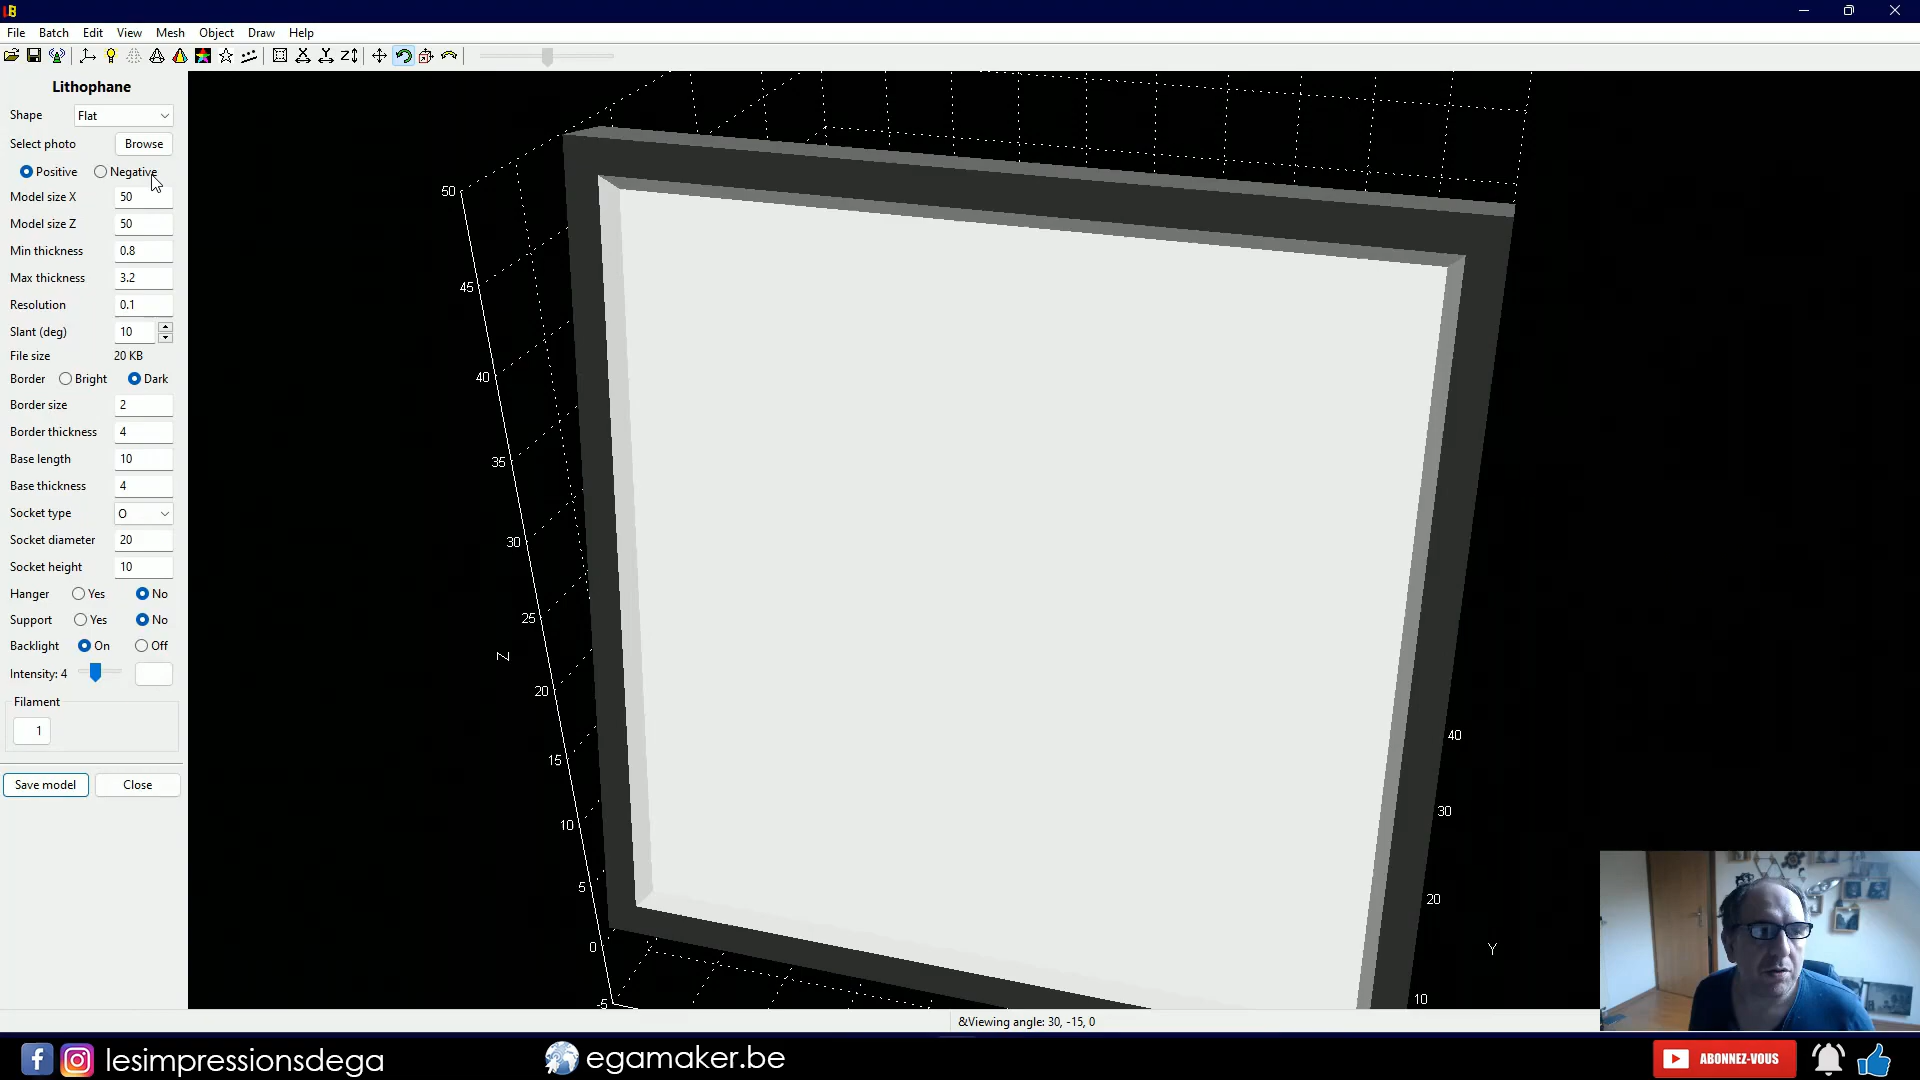 File Batch Edit View Mesh Object Draw Help
Lithophane
Shape Flat
Select photo Browse
Positive Negative
Model size X 50
Model size Z 50
Min thickness 0.8
Max thickness 3.2
Resolution 0.1
Slant (deg) 10
File size 20 KB
Border Bright Dark
Border size 2
Border thickness 4
Base length 10
Base thickness 4
Socket type O
Socket diameter 20
Socket height 10
Hanger Yes No
Support Yes No
Backlight On Off
Intensity: 4
Filament
1
Save model Close
50
45
40
35
30
25
20
15
10
5
0
-5
Z
40
30
20
10
Y
&Viewing angle: 30, -15, 0
lesimpressionsdega
egamaker.be
ABONNEZ-VOUS